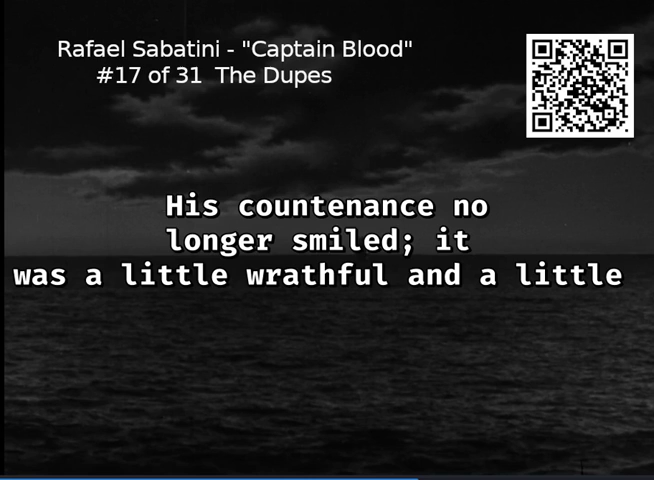 Rafael Sabatini - "Captain Blood"
#17 of 31  The Dupes
His countenance no
longer smiled; it
was a little wrathful and a little